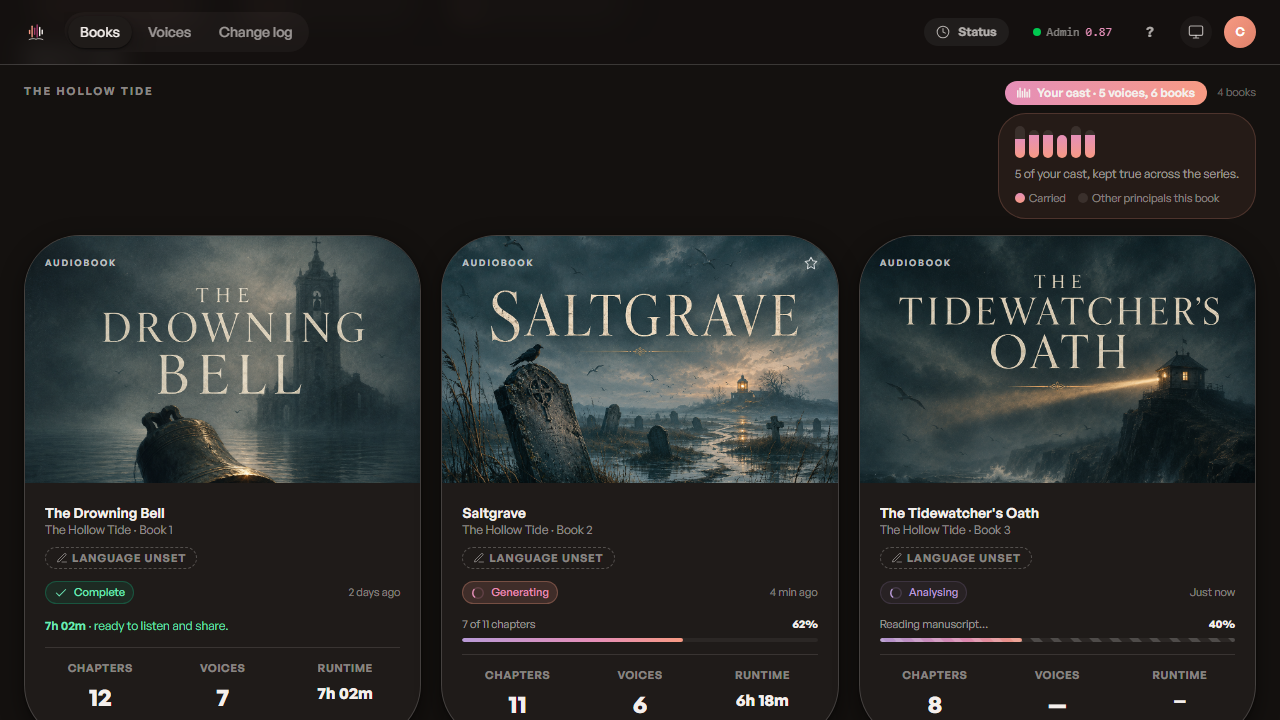 Books
Voices
Change log
Status
Admin 0.87
?
C
THE HOLLOW TIDE
Your cast · 5 voices, 6 books
4 books
5 of your cast, kept true across the series.
Carried
Other principals this book
AUDIOBOOK
THE
DROWNING
BELL
The Drowning Bell
The Hollow Tide · Book 1
LANGUAGE UNSET
Complete
2 days ago
7h 02m · ready to listen and share.
CHAPTERS
VOICES
RUNTIME
12
7
7h 02m
AUDIOBOOK
SALTGRAVE
Saltgrave
The Hollow Tide · Book 2
LANGUAGE UNSET
Generating
4 min ago
7 of 11 chapters
62%
CHAPTERS
VOICES
RUNTIME
11
6
6h 18m
AUDIOBOOK
THE
TIDEWATCHER'S
OATH
The Tidewatcher's Oath
The Hollow Tide · Book 3
LANGUAGE UNSET
Analysing
Just now
Reading manuscript...
40%
CHAPTERS
VOICES
RUNTIME
8
—
—